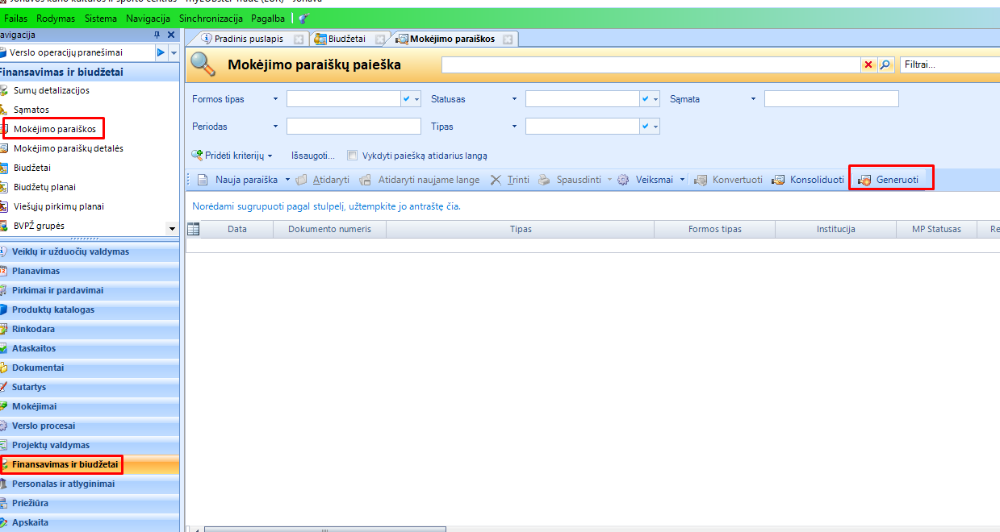 Jonavos kūno kultūros ir sporto centras - myLOBster Trade (EUR) - Jonava
Failas Rodymas Sistema Navigacija Sinchronizacija Pagalba
avigacija
Verslo operacijų pranešimai
Finansavimas ir biudžetai
Sumų detalizacijos
Sąmatos
Mokėjimo paraiškos
Mokėjimo paraiškų detalės
Biudžetai
Biudžetų planai
Viešųjų pirkimų planai
BVPŽ grupės
Veiklų ir užduočių valdymas
Planavimas
Pirkimai ir pardavimai
Produktų katalogas
Rinkodara
Ataskaitos
Dokumentai
Sutartys
Mokėjimai
Verslo procesai
Projektų valdymas
Finansavimas ir biudžetai
Personalas ir atlyginimai
Priežiūra
Apskaita
Pradinis puslapis Biudžetai Mokėjimo paraiškos
Mokėjimo paraiškų paieška Filtrai...
Formos tipas Statusas Sąmata
Periodas Tipas
Pridėti kriterijų Išsaugoti... Vykdyti paiešką atidarius langą
Nauja paraiška Atidaryti Atidaryti naujame lange Trinti Spausdinti Veiksmai Konvertuoti Konsoliduoti Generuoti
Norėdami sugrupuoti pagal stulpelį, užtempkite jo antraštę čia.
Data Dokumento numeris Tipas Formos tipas Institucija MP Statusas Re